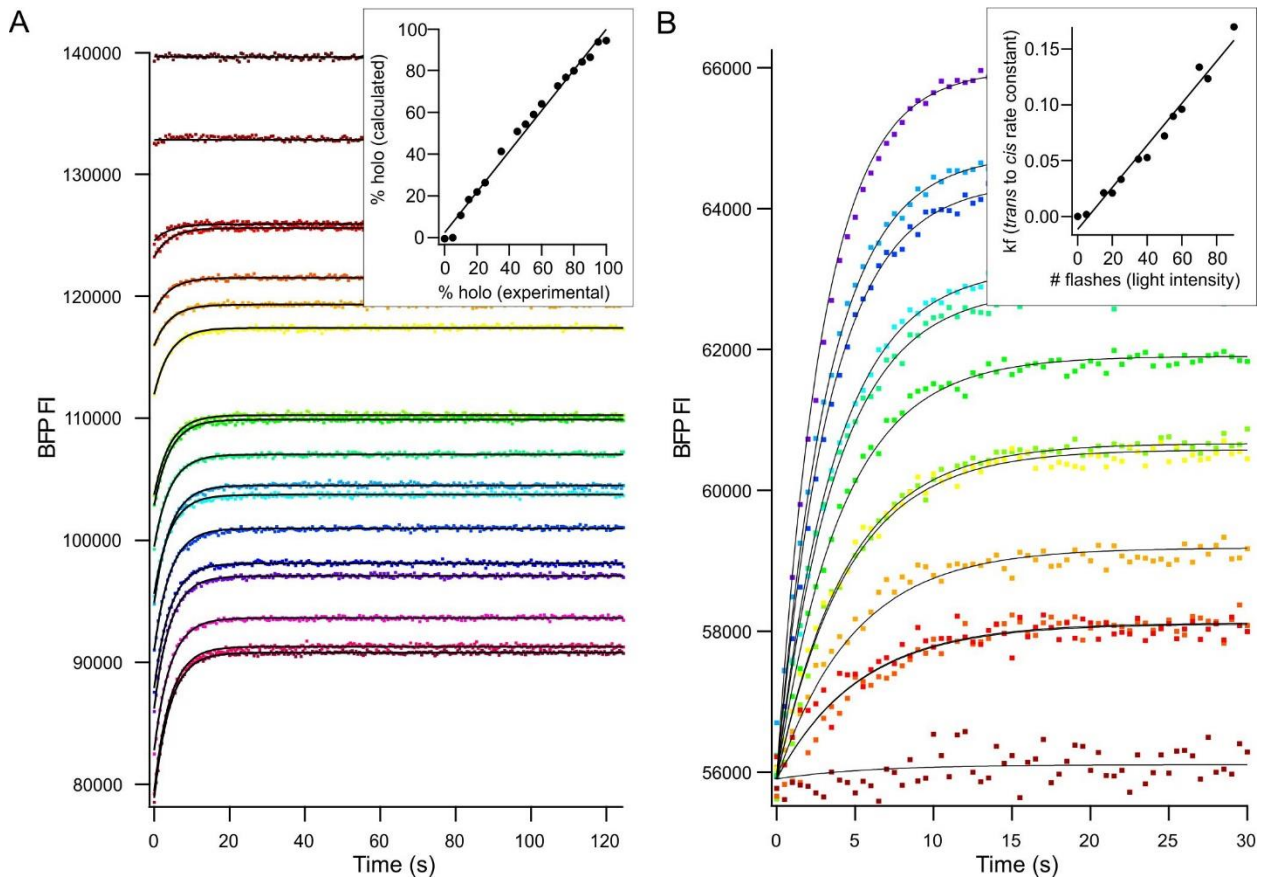 A
BFP FI
140000
130000
120000
110000
100000
90000
80000
0 20 40 60 80 100 120
Time (s)
% holo (calculated)
100
80
60
40
20
0
0 20 40 60 80 100
% holo (experimental)
B
BFP FI
66000
64000
62000
60000
58000
56000
0 5 10 15 20 25 30
Time (s)
kf (trans to cis rate constant)
0.15
0.10
0.05
0.00
0 20 40 60 80
# flashes (light intensity)